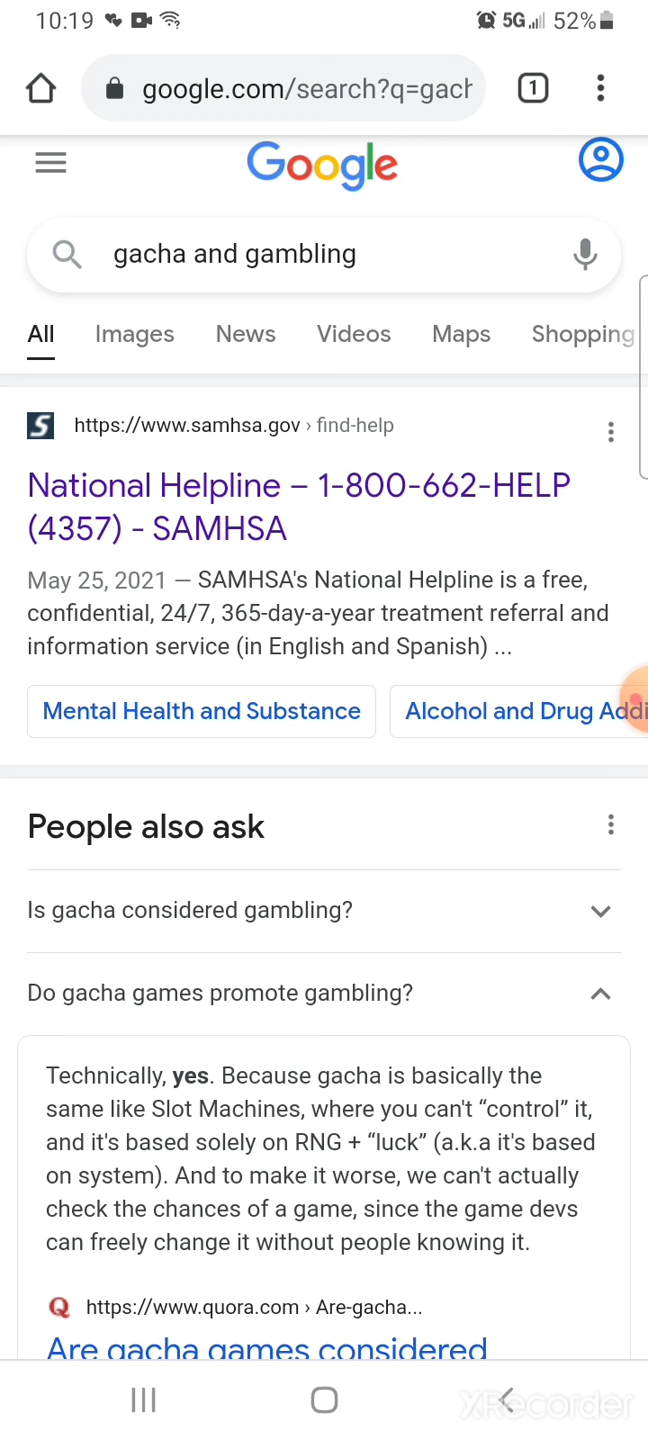 10:19
5G 52%
google.com/search?q=gach
1
Google
gacha and gambling
All Images News Videos Maps Shopping
https://www.samhsa.gov › find-help
National Helpline – 1-800-662-HELP
(4357) - SAMHSA
May 25, 2021 — SAMHSA's National Helpline is a free,
confidential, 24/7, 365-day-a-year treatment referral and
information service (in English and Spanish) ...
Mental Health and Substance Alcohol and Drug Addi
People also ask
Is gacha considered gambling?
Do gacha games promote gambling?
Technically, yes. Because gacha is basically the
same like Slot Machines, where you can't “control” it,
and it's based solely on RNG + “luck” (a.k.a it's based
on system). And to make it worse, we can't actually
check the chances of a game, since the game devs
can freely change it without people knowing it.
https://www.quora.com › Are-gacha...
Are gacha games considered
XRecorder